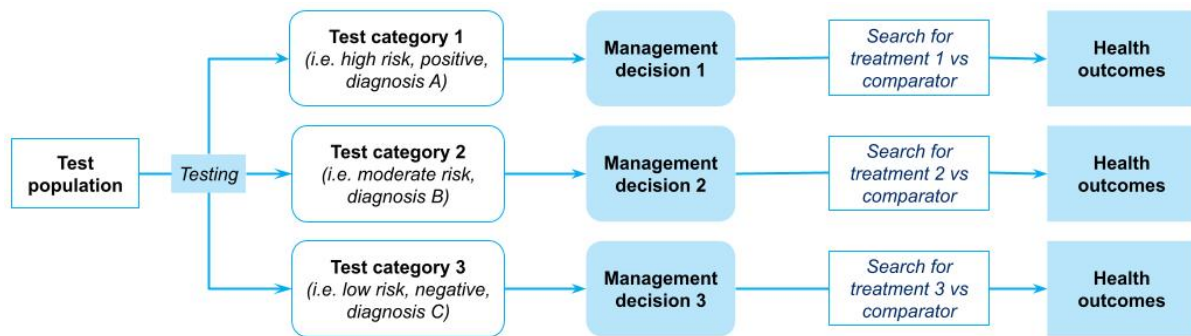 Test
population
Testing
Test category 1
(i.e. high risk, positive,
diagnosis A)
Management
decision 1
Search for
treatment 1 vs
comparator
Health
outcomes
Test category 2
(i.e. moderate risk,
diagnosis B)
Management
decision 2
Search for
treatment 2 vs
comparator
Health
outcomes
Test category 3
(i.e. low risk, negative,
diagnosis C)
Management
decision 3
Search for
treatment 3 vs
comparator
Health
outcomes